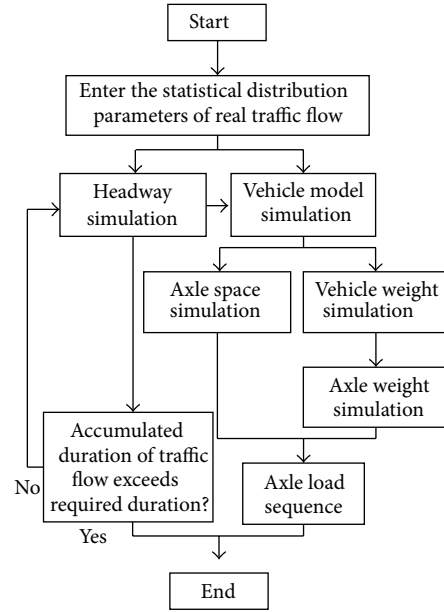 Start
Enter the statistical distribution
parameters of real traffic flow
Headway
simulation
Vehicle model
simulation
Axle space
simulation
Vehicle weight
simulation
Axle weight
simulation
Accumulated
duration of traffic
flow exceeds
required duration?
No
Yes
Axle load
sequence
End